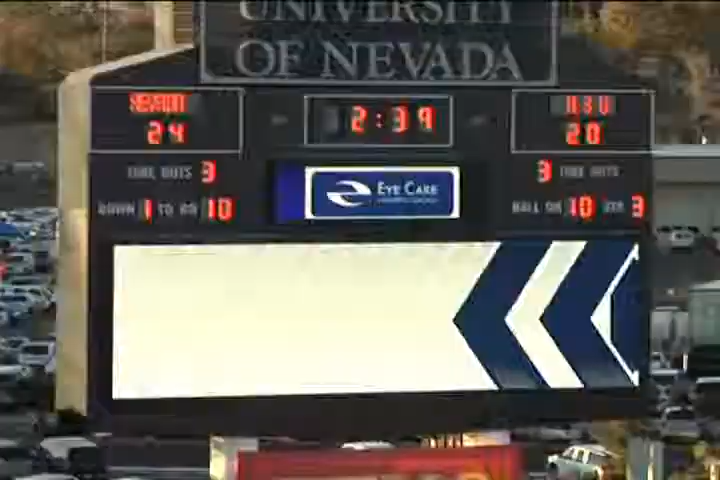 UNIVERSITY
OF NEVADA
NEVADA 2:39
24 20
TIME OUTS 3 3 TIME OUTS
EYE CARE
DOWN 1 TO GO 10 BALL ON 10 QTR 3